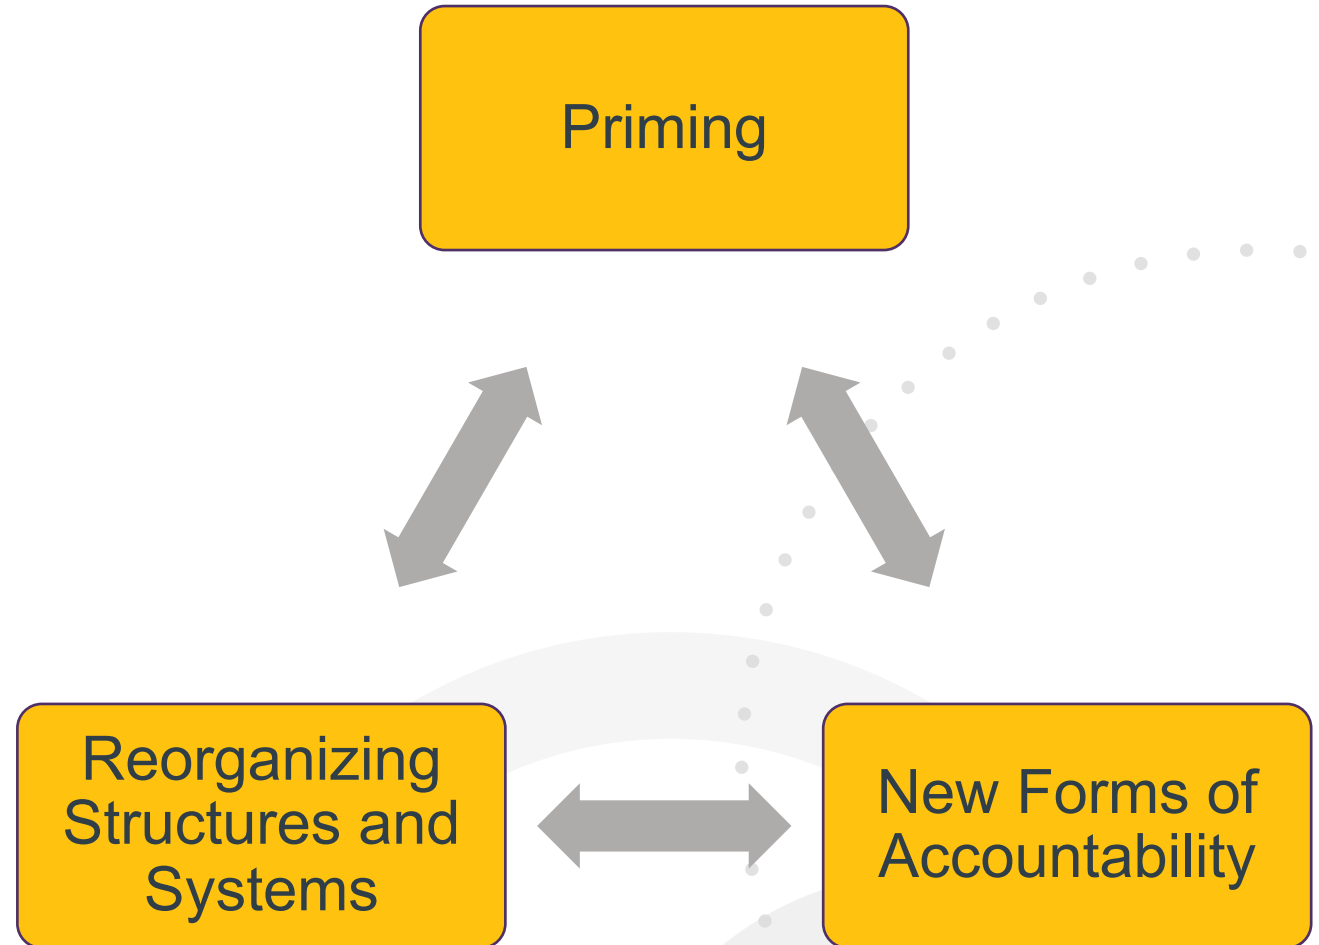 Priming
Reorganizing
Structures and
Systems
New Forms of
Accountability